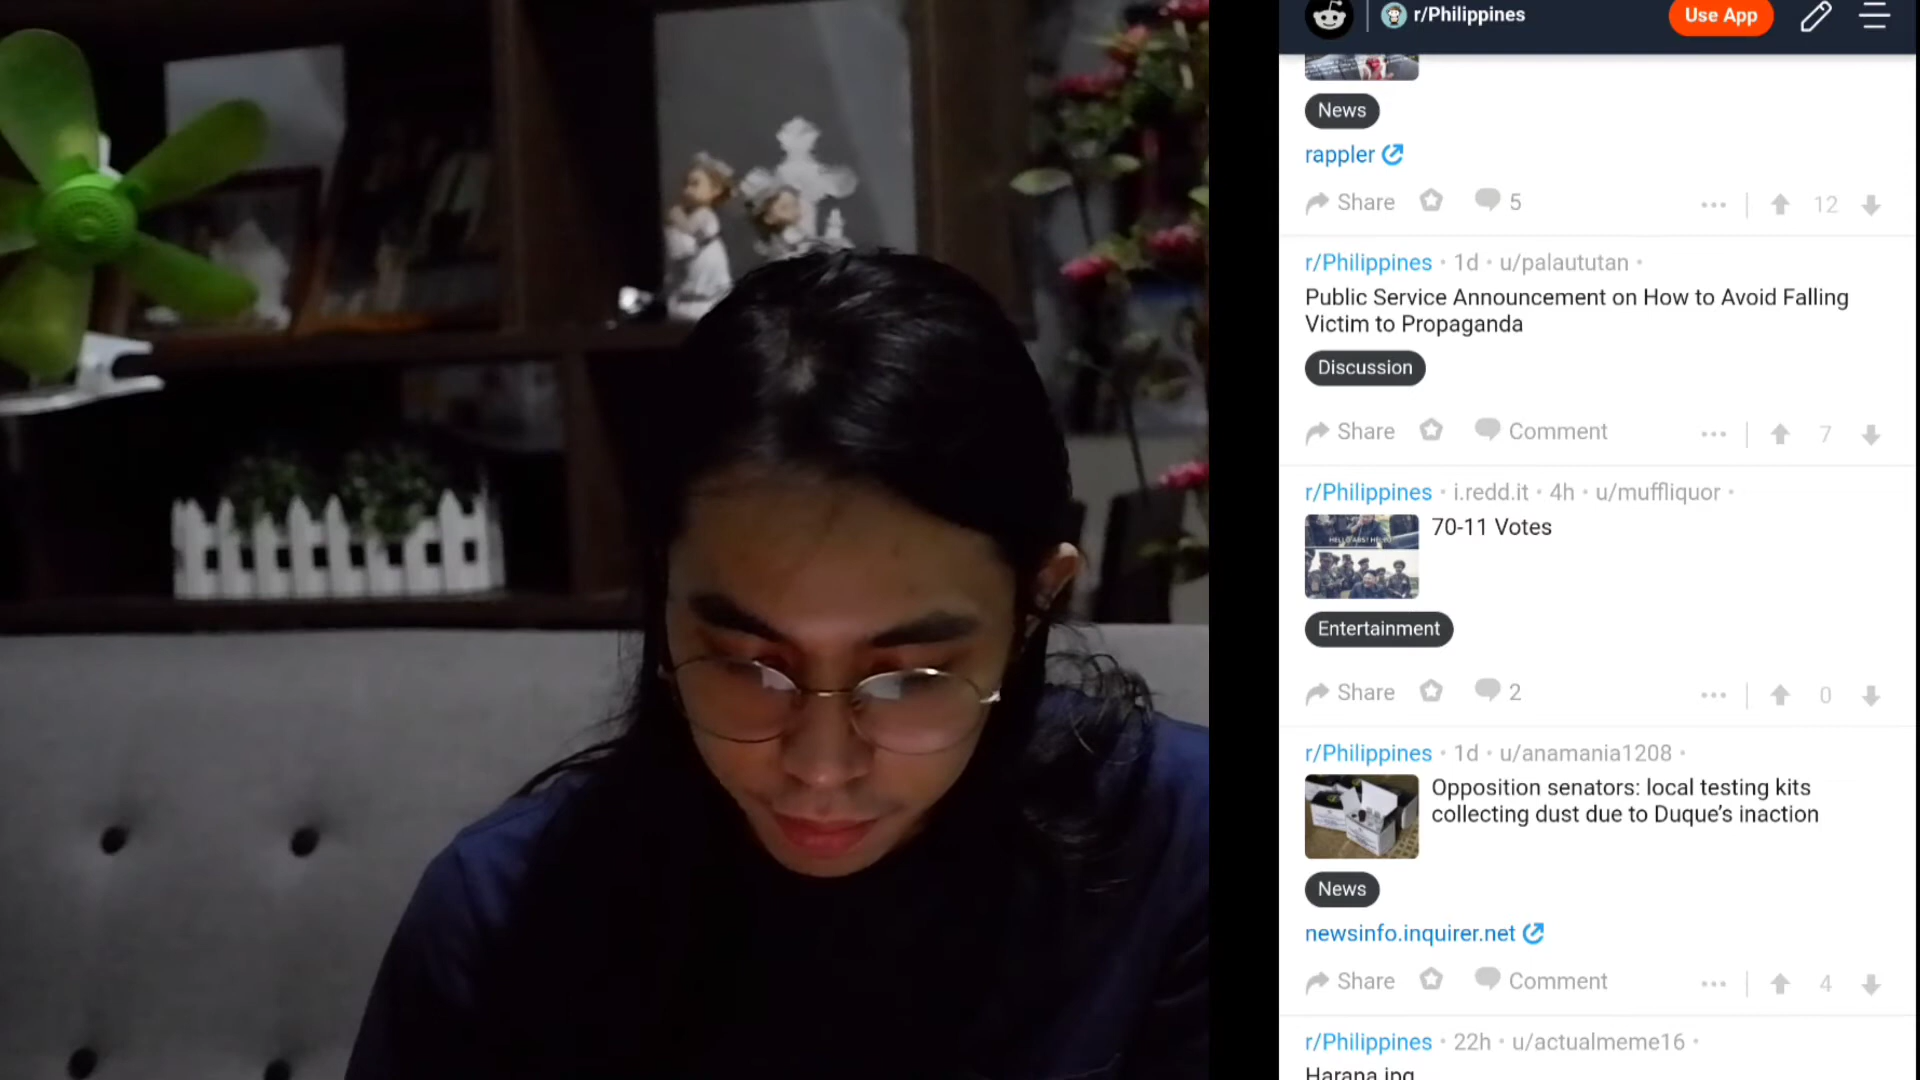 r/Philippines
Use App
News
rappler
Share
5
12
r/Philippines • 1d • u/palaututan •
Public Service Announcement on How to Avoid Falling
Victim to Propaganda
Discussion
Share
Comment
7
r/Philippines • i.redd.it • 4h • u/muffliquor •
70-11 Votes
Entertainment
Share
2
0
r/Philippines • 1d • u/anamania1208 •
Opposition senators: local testing kits
collecting dust due to Duque’s inaction
News
newsinfo.inquirer.net
Share
Comment
4
r/Philippines • 22h • u/actualmeme16 •
Harana.jpg